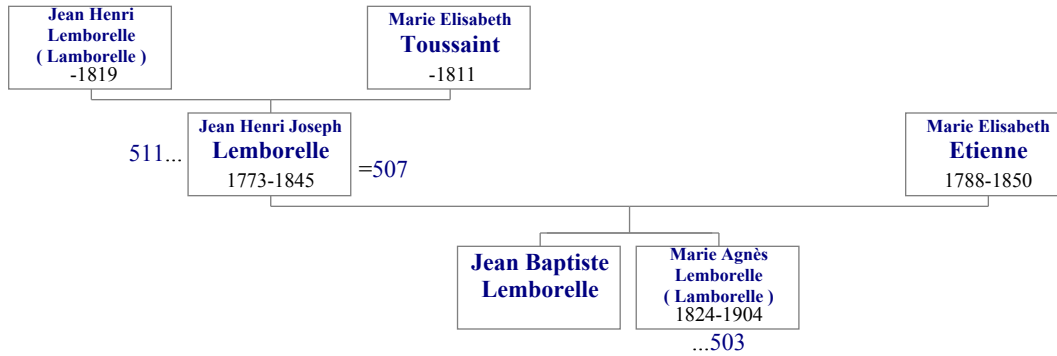 Jean Henri
Lemborelle
( Lamborelle )
-1819
Marie Elisabeth
Toussaint
-1811
511...
Jean Henri Joseph
Lemborelle
1773-1845
=507
Marie Elisabeth
Etienne
1788-1850
Jean Baptiste
Lemborelle
Marie Agnès
Lemborelle
( Lamborelle )
1824-1904
...503